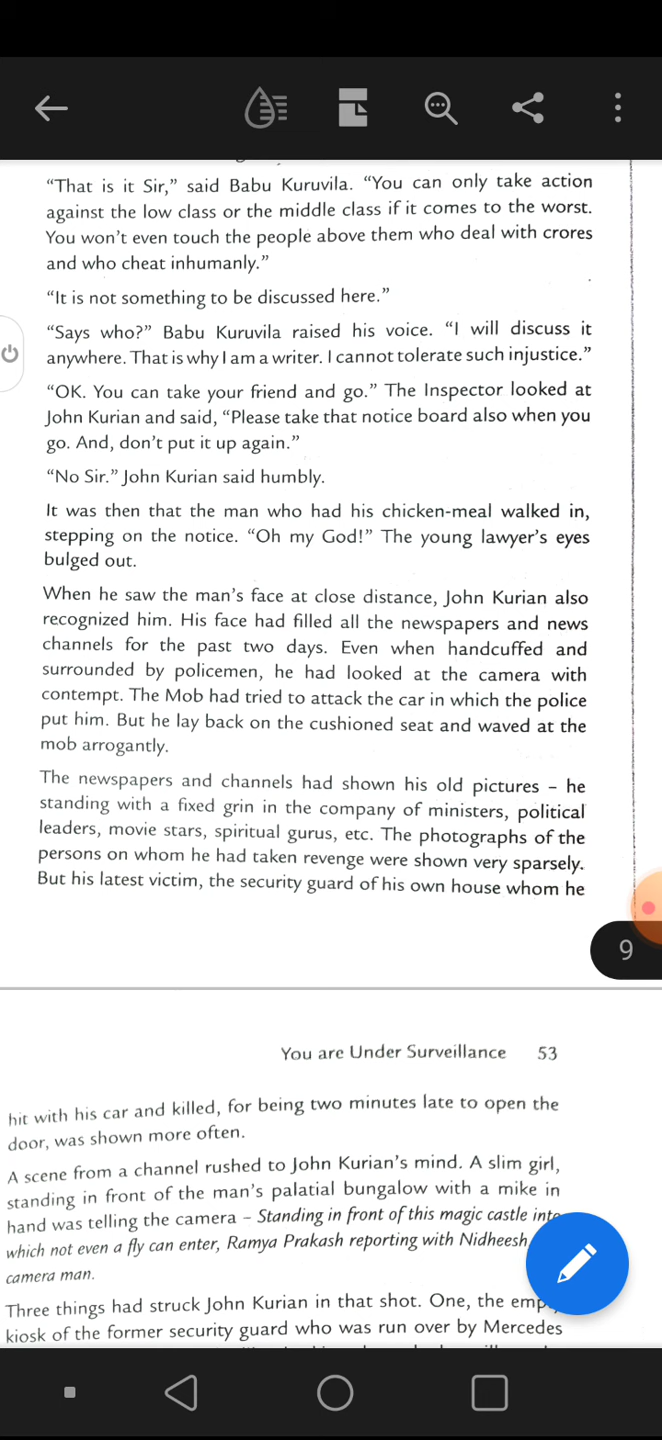 “That is it Sir,” said Babu Kuruvila. “You can only take action
against the low class or the middle class if it comes to the worst.
You won’t even touch the people above them who deal with crores
and who cheat inhumanly.”
“It is not something to be discussed here.”
“Says who?” Babu Kuruvila raised his voice. “I will discuss it
anywhere. That is why I am a writer. I cannot tolerate such injustice.”
“OK. You can take your friend and go.” The Inspector looked at
John Kurian and said, “Please take that notice board also when you
go. And, don’t put it up again.”
“No Sir.” John Kurian said humbly.
It was then that the man who had his chicken-meal walked in,
stepping on the notice. “Oh my God!” The young lawyer’s eyes
bulged out.
When he saw the man’s face at close distance, John Kurian also
recognized him. His face had filled all the newspapers and news
channels for the past two days. Even when handcuffed and
surrounded by policemen, he had looked at the camera with
contempt. The Mob had tried to attack the car in which the police
put him. But he lay back on the cushioned seat and waved at the
mob arrogantly.
The newspapers and channels had shown his old pictures – he
standing with a fixed grin in the company of ministers, political
leaders, movie stars, spiritual gurus, etc. The photographs of the
persons on whom he had taken revenge were shown very sparsely.
But his latest victim, the security guard of his own house whom he
9
You are Under Surveillance 53
hit with his car and killed, for being two minutes late to open the
door, was shown more often.
A scene from a channel rushed to John Kurian’s mind. A slim girl,
standing in front of the man’s palatial bungalow with a mike in
hand was telling the camera – Standing in front of this magic castle into
which not even a fly can enter, Ramya Prakash reporting with Nidheesh
camera man.
Three things had struck John Kurian in that shot. One, the
kiosk of the former security guard who was run over by Mercedes